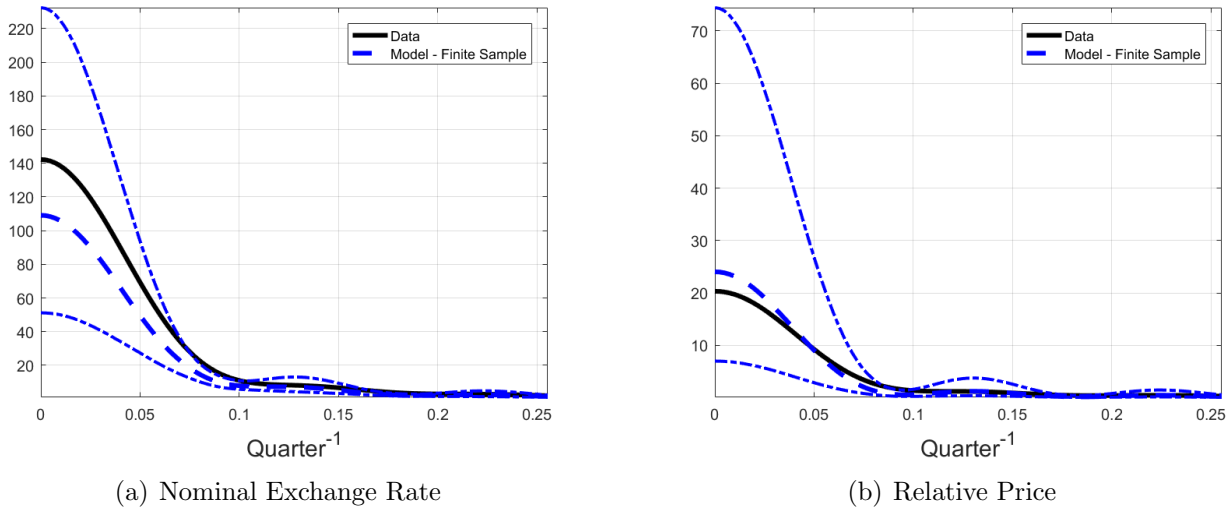 220
200
180
160
140
120
100
80
60
40
20
0 0.05 0.1 0.15 0.2 0.25
Data
Model - Finite Sample
Quarter-1
(a) Nominal Exchange Rate
70
60
50
40
30
20
10
0 0.05 0.1 0.15 0.2 0.25
Data
Model - Finite Sample
Quarter-1
(b) Relative Price